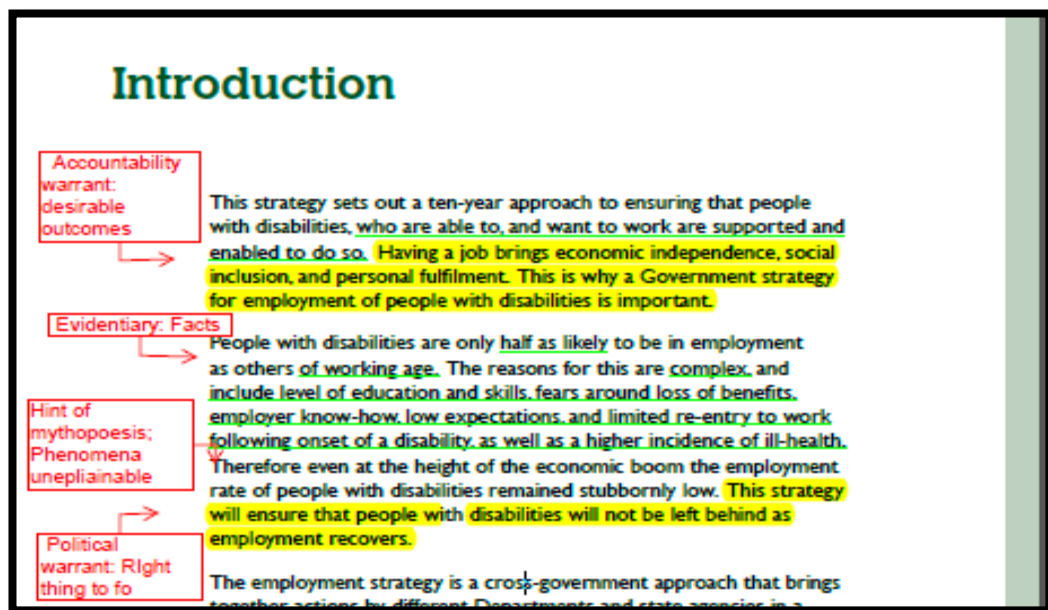 Introduction
Accountability
warrant:
desirable
outcomes
This strategy sets out a ten-year approach to ensuring that people
with disabilities, who are able to, and want to work are supported and
enabled to do so. Having a job brings economic independence, social
inclusion, and personal fulfilment. This is why a Government strategy
for employment of people with disabilities is important.
Evidentiary: Facts
People with disabilities are only half as likely to be in employment
as others of working age. The reasons for this are complex, and
include level of education and skills, fears around loss of benefits,
employer know-how, low expectations, and limited re-entry to work
following onset of a disability, as well as a higher incidence of ill-health.
Hint of
mythopoesis;
Phenomena
unepliainable
Therefore even at the height of the economic boom the employment
rate of people with disabilities remained stubbornly low. This strategy
will ensure that people with disabilities will not be left behind as
employment recovers.
Political
warrant: RIght
thing to fo
The employment strategy is a cross-government approach that brings
together actions by different Departments and state agencies in a